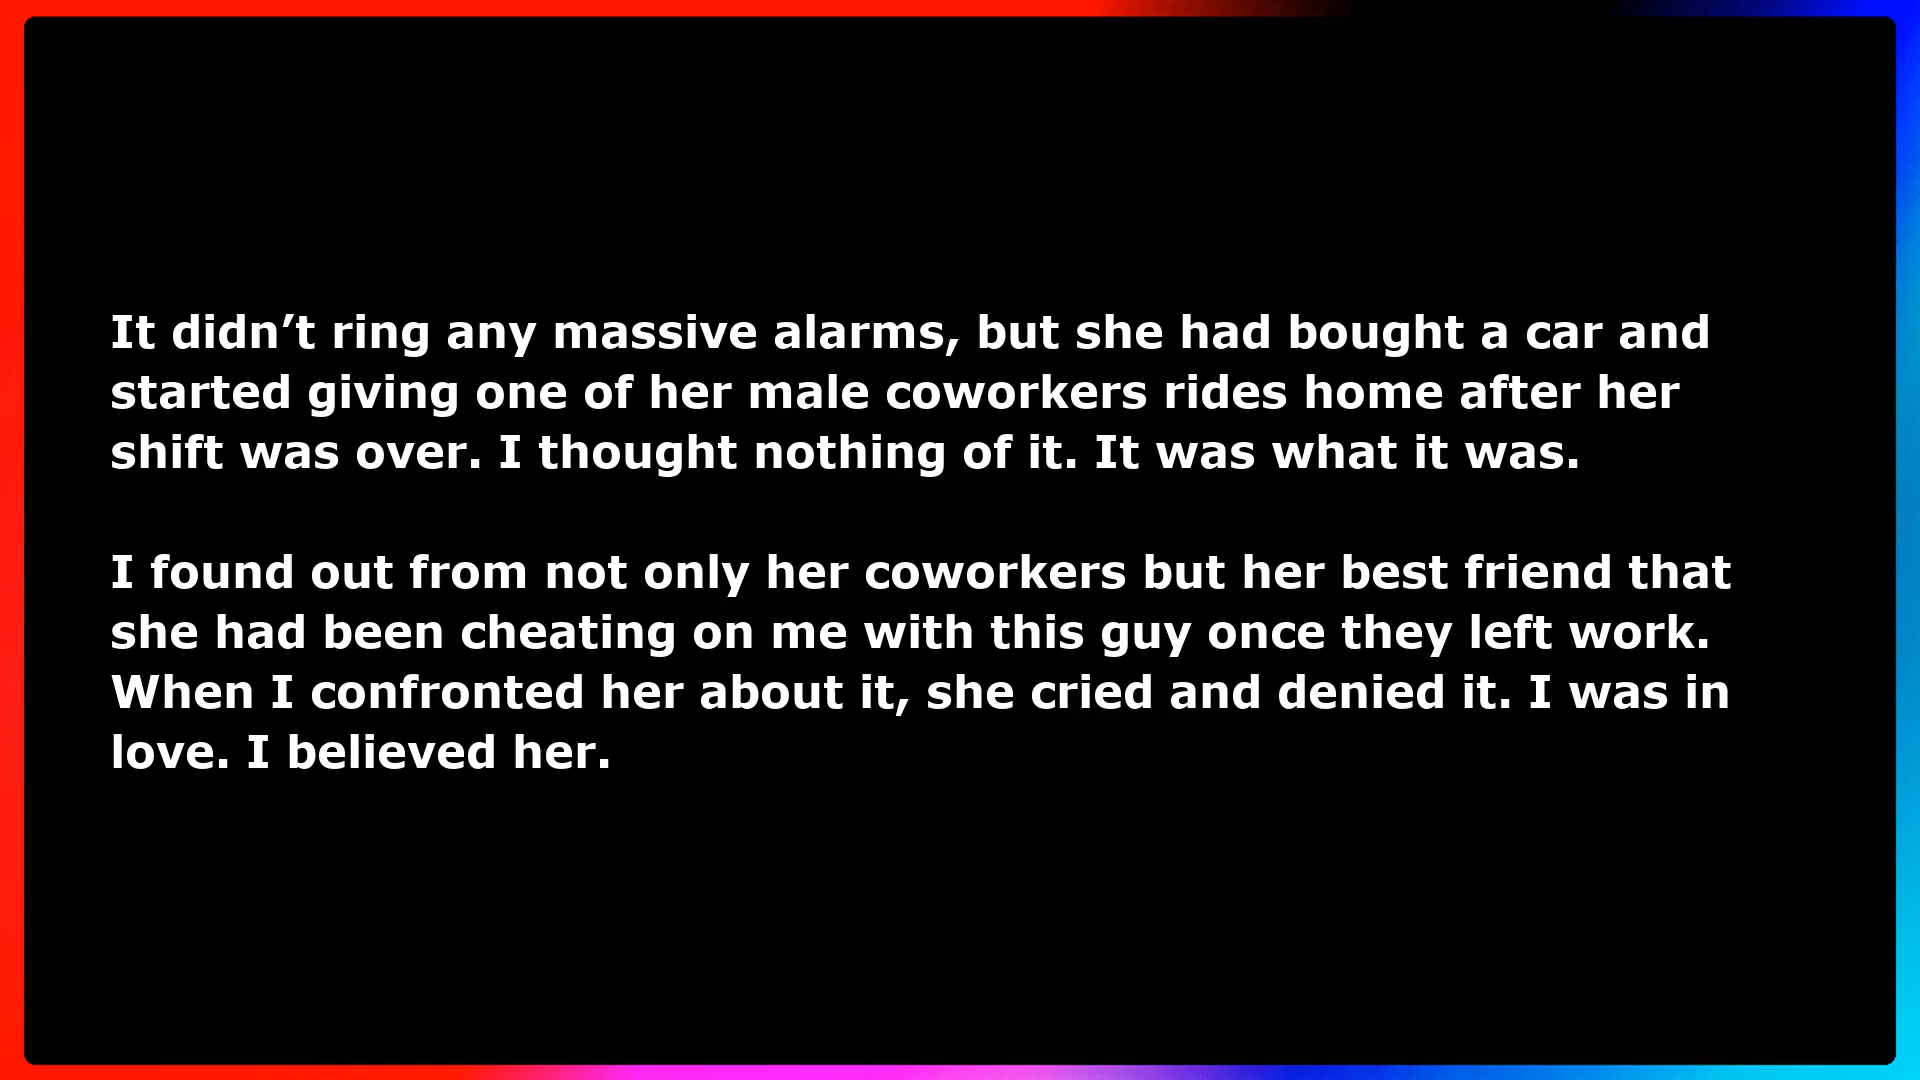 It didn’t ring any massive alarms, but she had bought a car and
started giving one of her male coworkers rides home after her
shift was over. I thought nothing of it. It was what it was.
I found out from not only her coworkers but her best friend that
she had been cheating on me with this guy once they left work.
When I confronted her about it, she cried and denied it. I was in
love. I believed her.